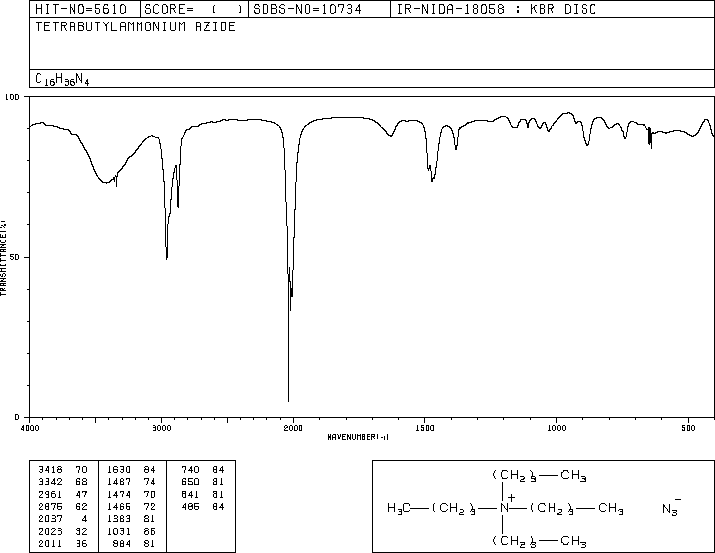 HIT-NO=5610 SCORE= ( ) SDBS-NO=10734 IR-NIDA-18058 : KBR DISC
TETRABUTYLAMMONIUM AZIDE
C16H36N4
100
TRANSMITTANCE(%)
50
0
4000 3000 2000 1500 1000 500
WAVENUMBER(-1)
3418 70 1630 84 740 84
3342 68 1487 74 650 81
2961 47 1474 70 641 81
2875 62 1466 72 485 84
2037 4 1383 81
2023 32 1031 86
2011 36 884 81
(CH2)3—CH3
H3C—(CH2)3—N+—(CH2)3—CH3 N3−
(CH2)3—CH3